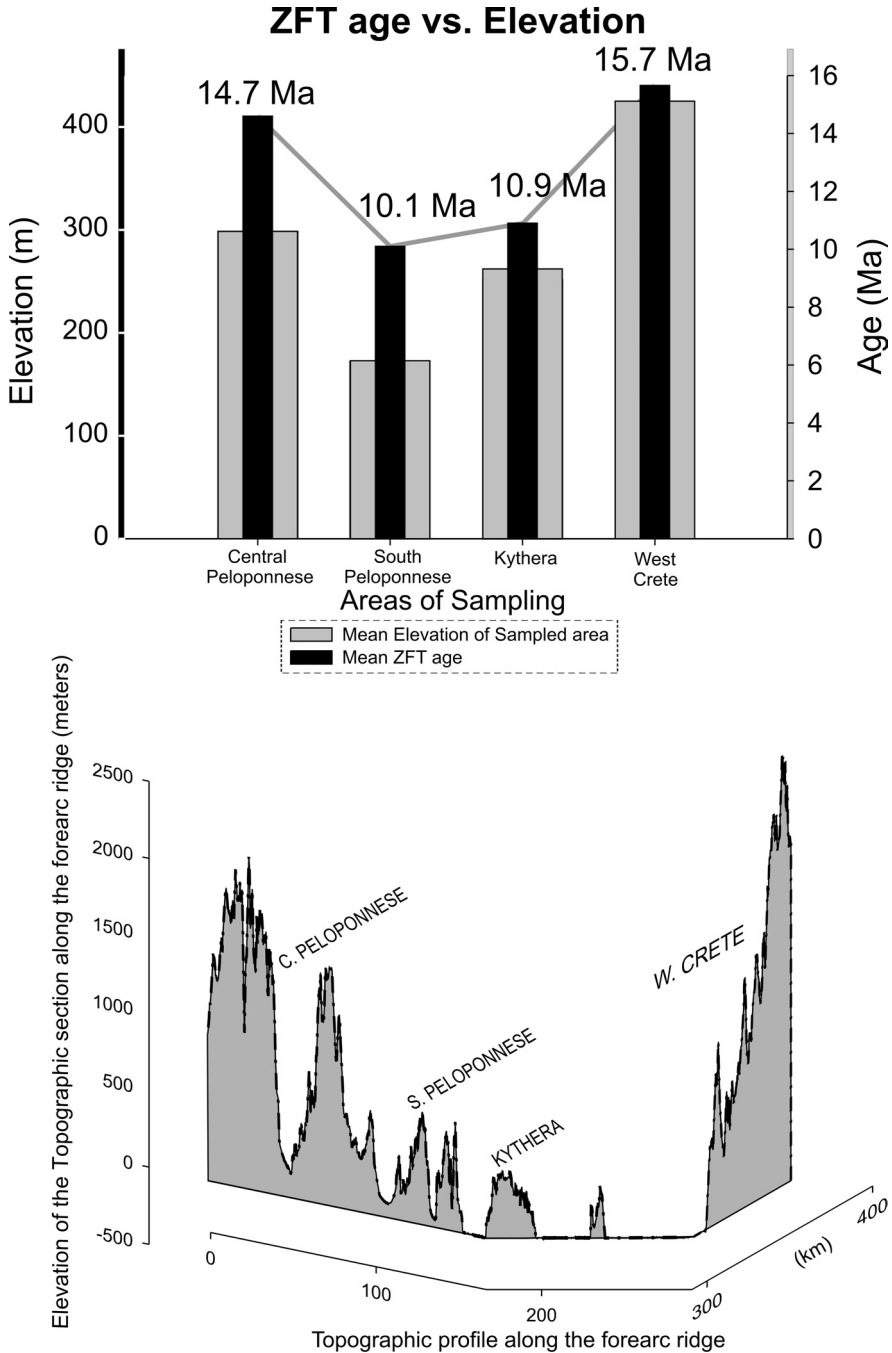 ZFT age vs. Elevation
Elevation (m)
400
300
200
100
0
14.7 Ma
10.1 Ma
10.9 Ma
15.7 Ma
16
14
12
10
8
6
4
2
0
Age (Ma)
Central
Peloponnese
South
Peloponnese
Kythera
West
Crete
Areas of Sampling
Mean Elevation of Sampled area
Mean ZFT age
Elevation of the Topographic section along the forearc ridge (meters)
2500
2000
1500
1000
500
0
-500
C. PELOPONNESE
S. PELOPONNESE
KYTHERA
W. CRETE
0
100
200
300
400
(km)
Topographic profile along the forearc ridge